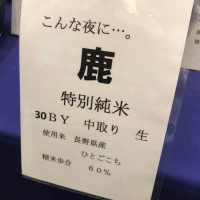 こんな夜に…。
鹿
特別純米
30BY 中取り 生
使用米 長野県産
ひとごこち
精米歩合 60%